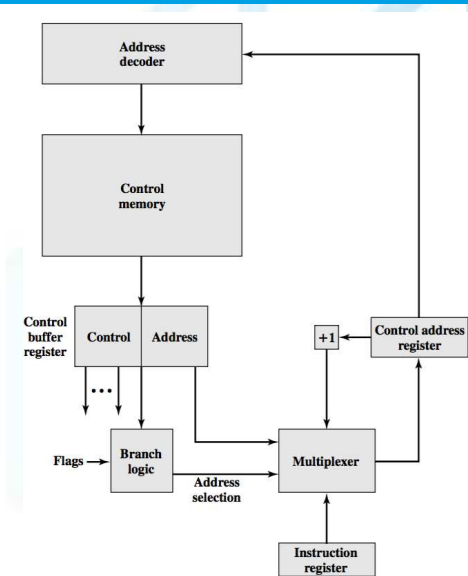 Address
decoder
Control
memory
Control
buffer
register
Control
Address
+1
Control address
register
...
Flags
Branch
logic
Address
selection
Multiplexer
Instruction
register